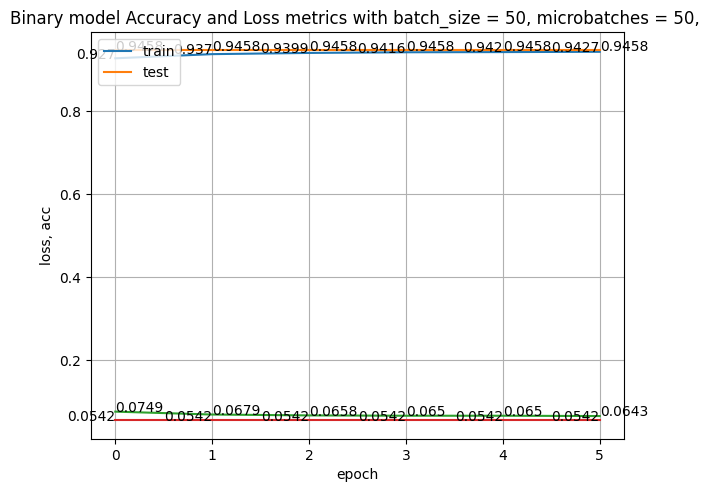 Binary model Accuracy and Loss metrics with batch_size = 50, microbatches = 50,
0.927 0.9458 0.937 0.9458 0.9399 0.9458 0.9416 0.9458 0.942 0.9458 0.9427 0.9458
train
test
0.8
0.6
loss, acc
0.4
0.2
0.0749 0.0679 0.0658 0.065 0.065 0.0643
0.0542 0.0542 0.0542 0.0542 0.0542 0.0542
0 1 2 3 4 5
epoch